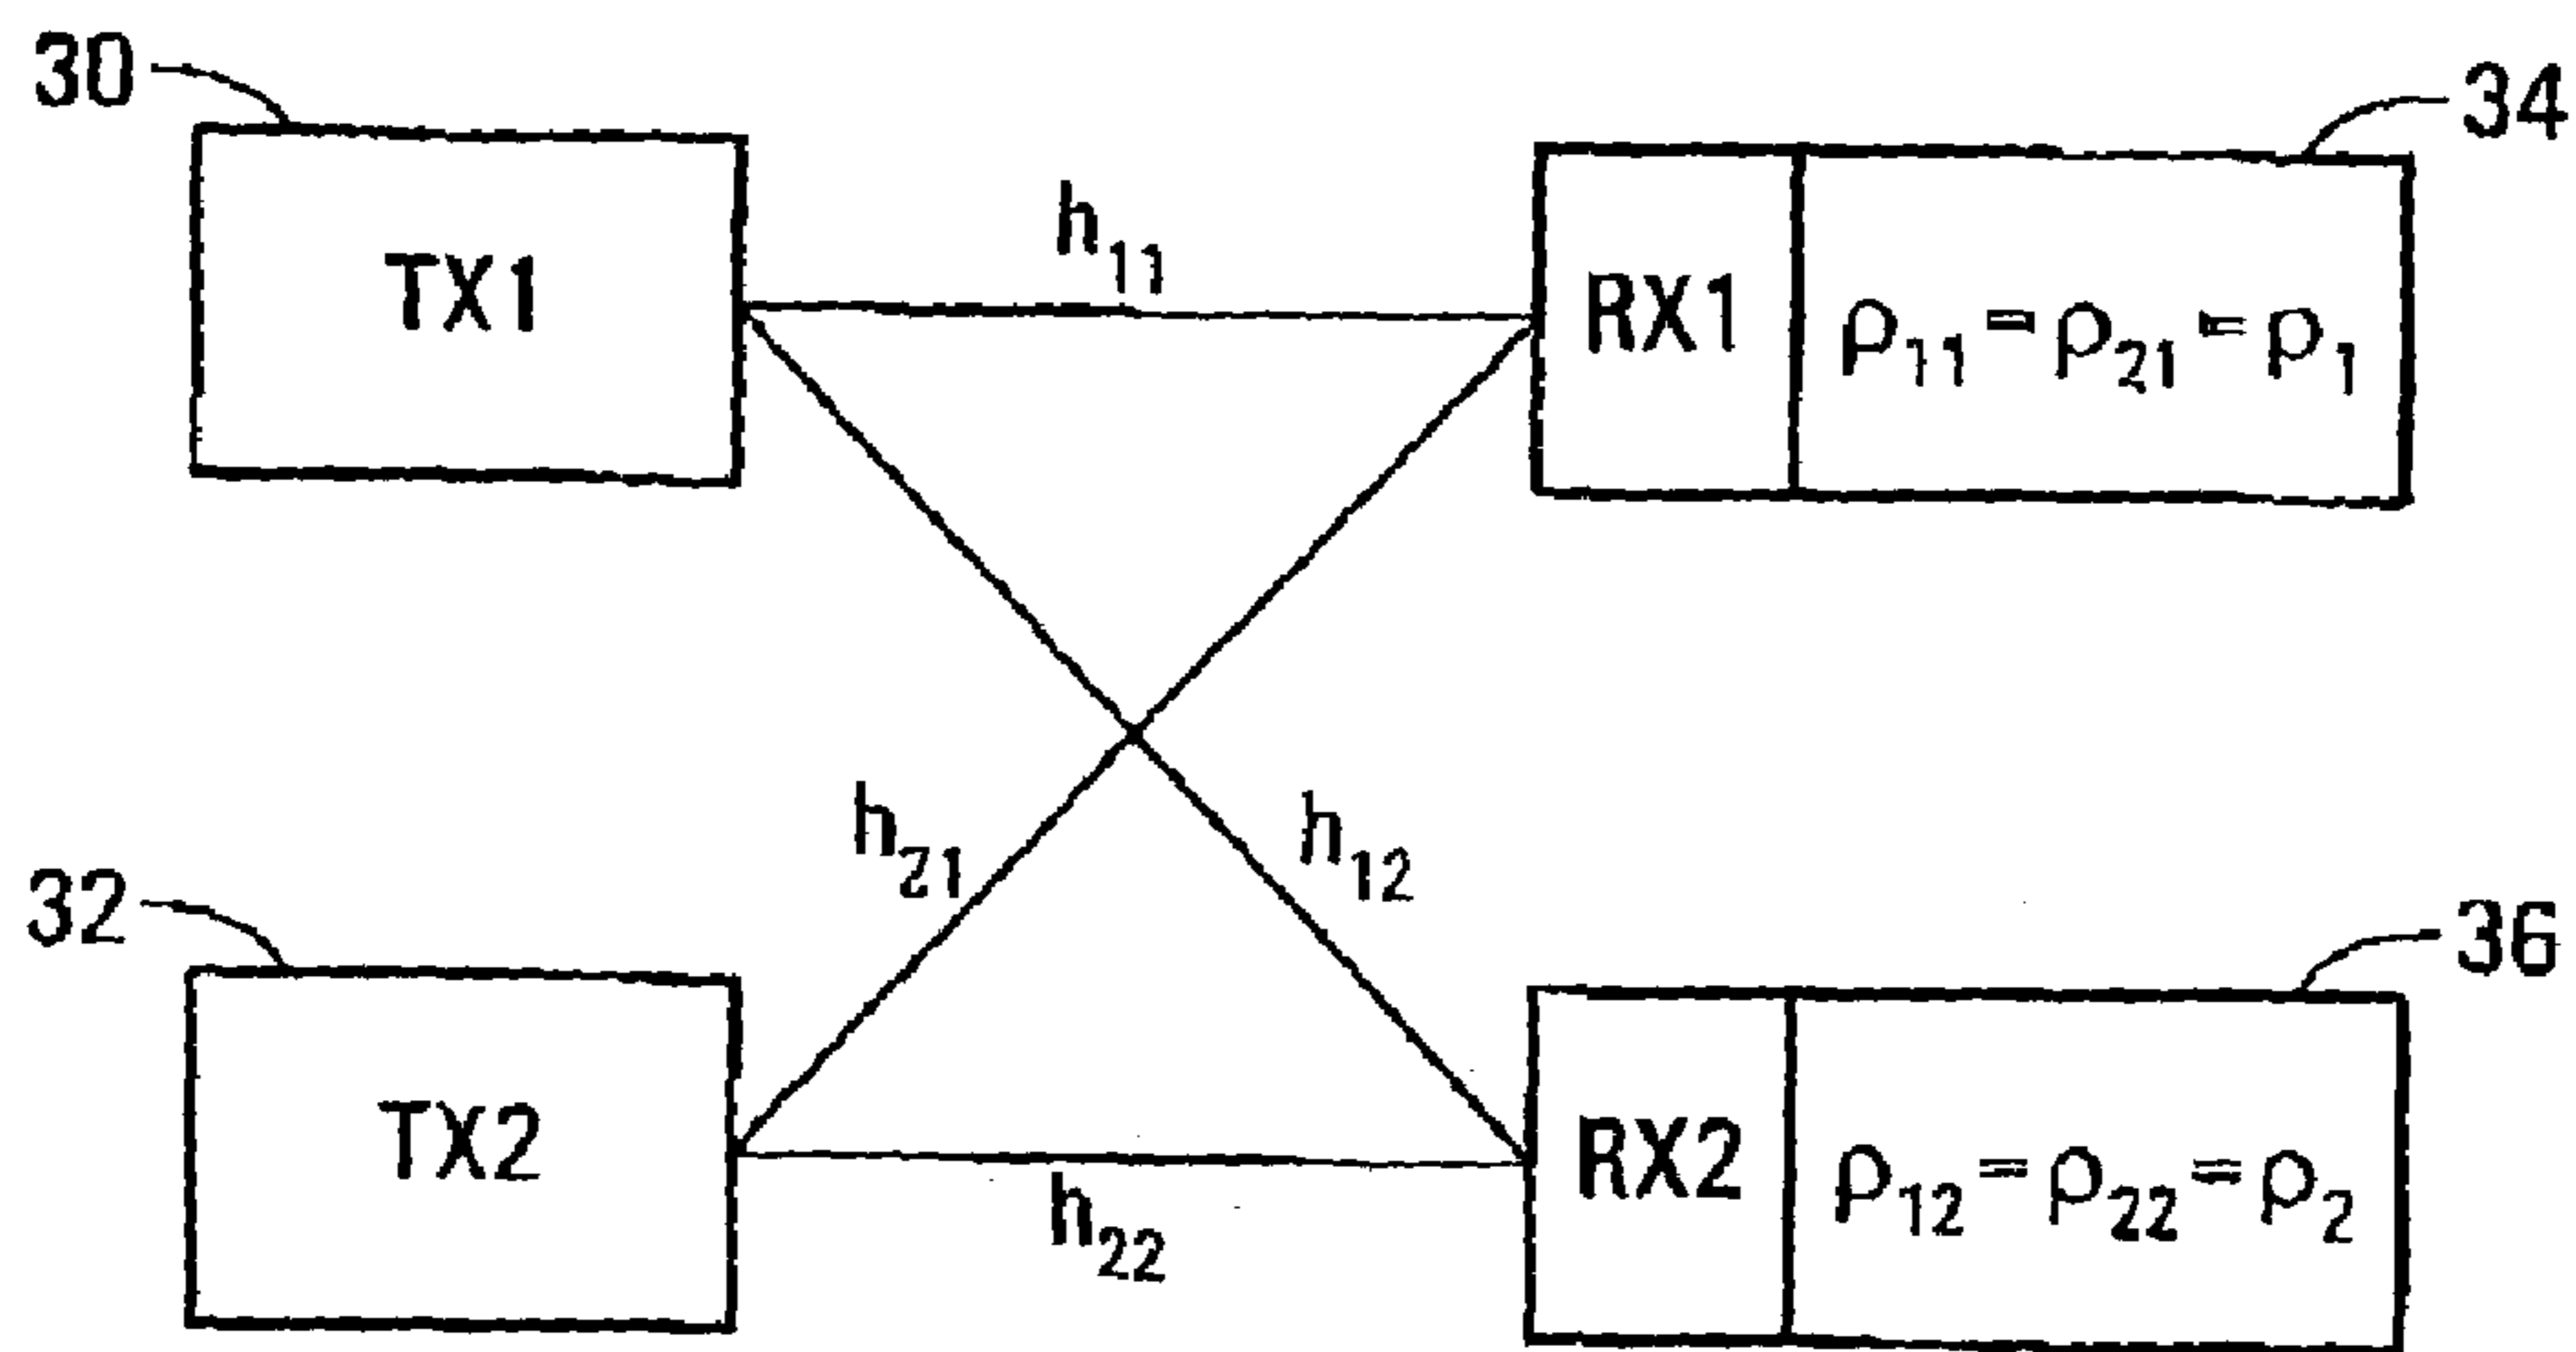 30
34
TX1
h₁₁
RX1
ρ₁₁ = ρ₂₁ = ρ₁
h₂₁
h₁₂
32
36
TX2
h₂₂
RX2
ρ₁₂ = ρ₂₂ = ρ₂